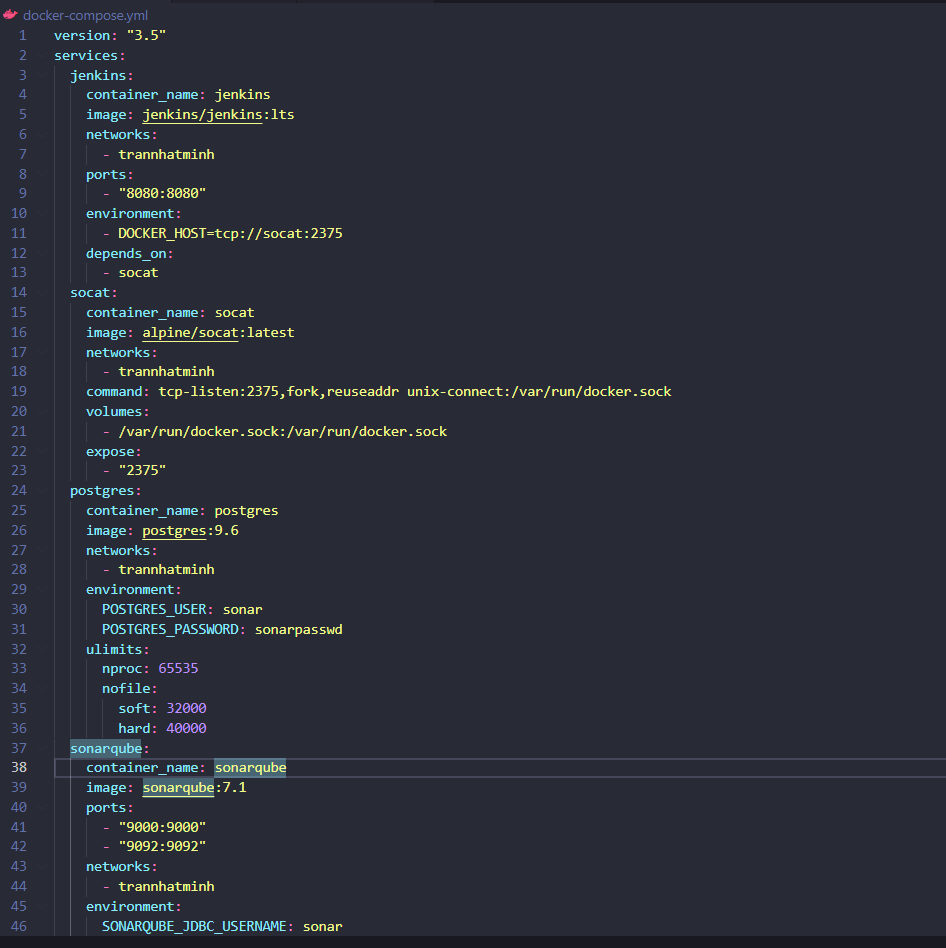 docker-compose.yml
1 version: "3.5"
2 services:
3   jenkins:
4     container_name: jenkins
5     image: jenkins/jenkins:lts
6     networks:
7       - trannhatminh
8     ports:
9       - "8080:8080"
10     environment:
11       - DOCKER_HOST=tcp://socat:2375
12     depends_on:
13       - socat
14   socat:
15     container_name: socat
16     image: alpine/socat:latest
17     networks:
18       - trannhatminh
19     command: tcp-listen:2375,fork,reuseaddr unix-connect:/var/run/docker.sock
20     volumes:
21       - /var/run/docker.sock:/var/run/docker.sock
22     expose:
23       - "2375"
24   postgres:
25     container_name: postgres
26     image: postgres:9.6
27     networks:
28       - trannhatminh
29     environment:
30       POSTGRES_USER: sonar
31       POSTGRES_PASSWORD: sonarpasswd
32     ulimits:
33       nproc: 65535
34       nofile:
35         soft: 32000
36         hard: 40000
37   sonarqube:
38     container_name: sonarqube
39     image: sonarqube:7.1
40     ports:
41       - "9000:9000"
42       - "9092:9092"
43     networks:
44       - trannhatminh
45     environment:
46       SONARQUBE_JDBC_USERNAME: sonar